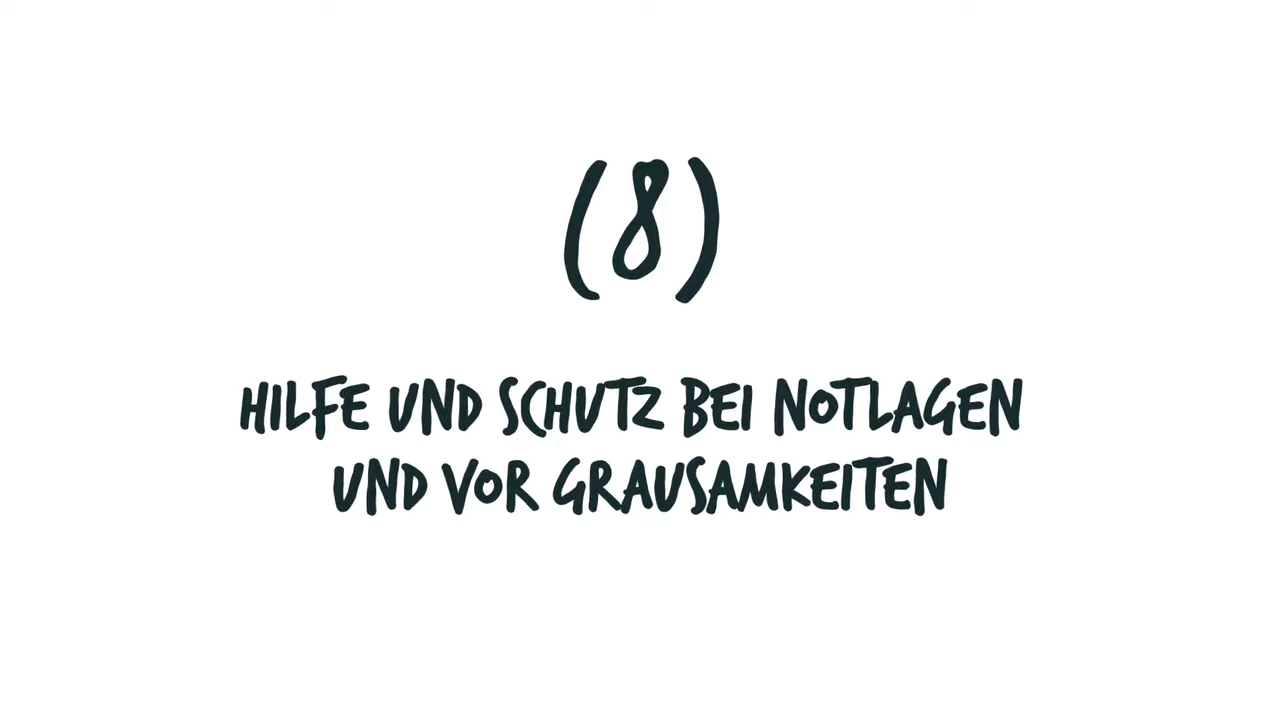 (8)
HILFE UND SCHUTZ BEI NOTLAGEN
UND VOR GRAUSAMKEITEN